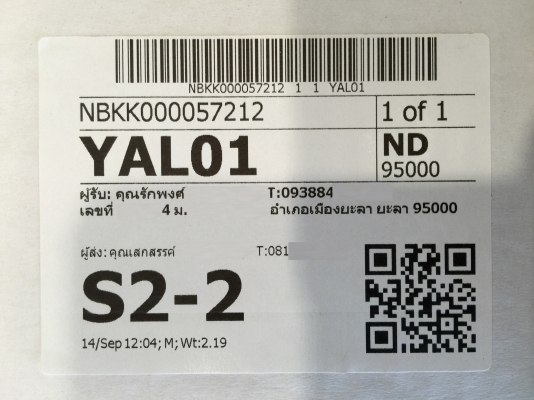 NBKK000057212 1 1 YAL01
NBKK000057212 1 of 1
YAL01 ND
95000
ผู้รับ: คุณรักพงศ์ T:093884
เลขที่ 4 ม. อำเภอเมืองยะลา ยะลา 95000
ผู้ส่ง: คุณเสกสรรค์ T:081
S2-2
14/Sep 12:04; M; Wt:2.19